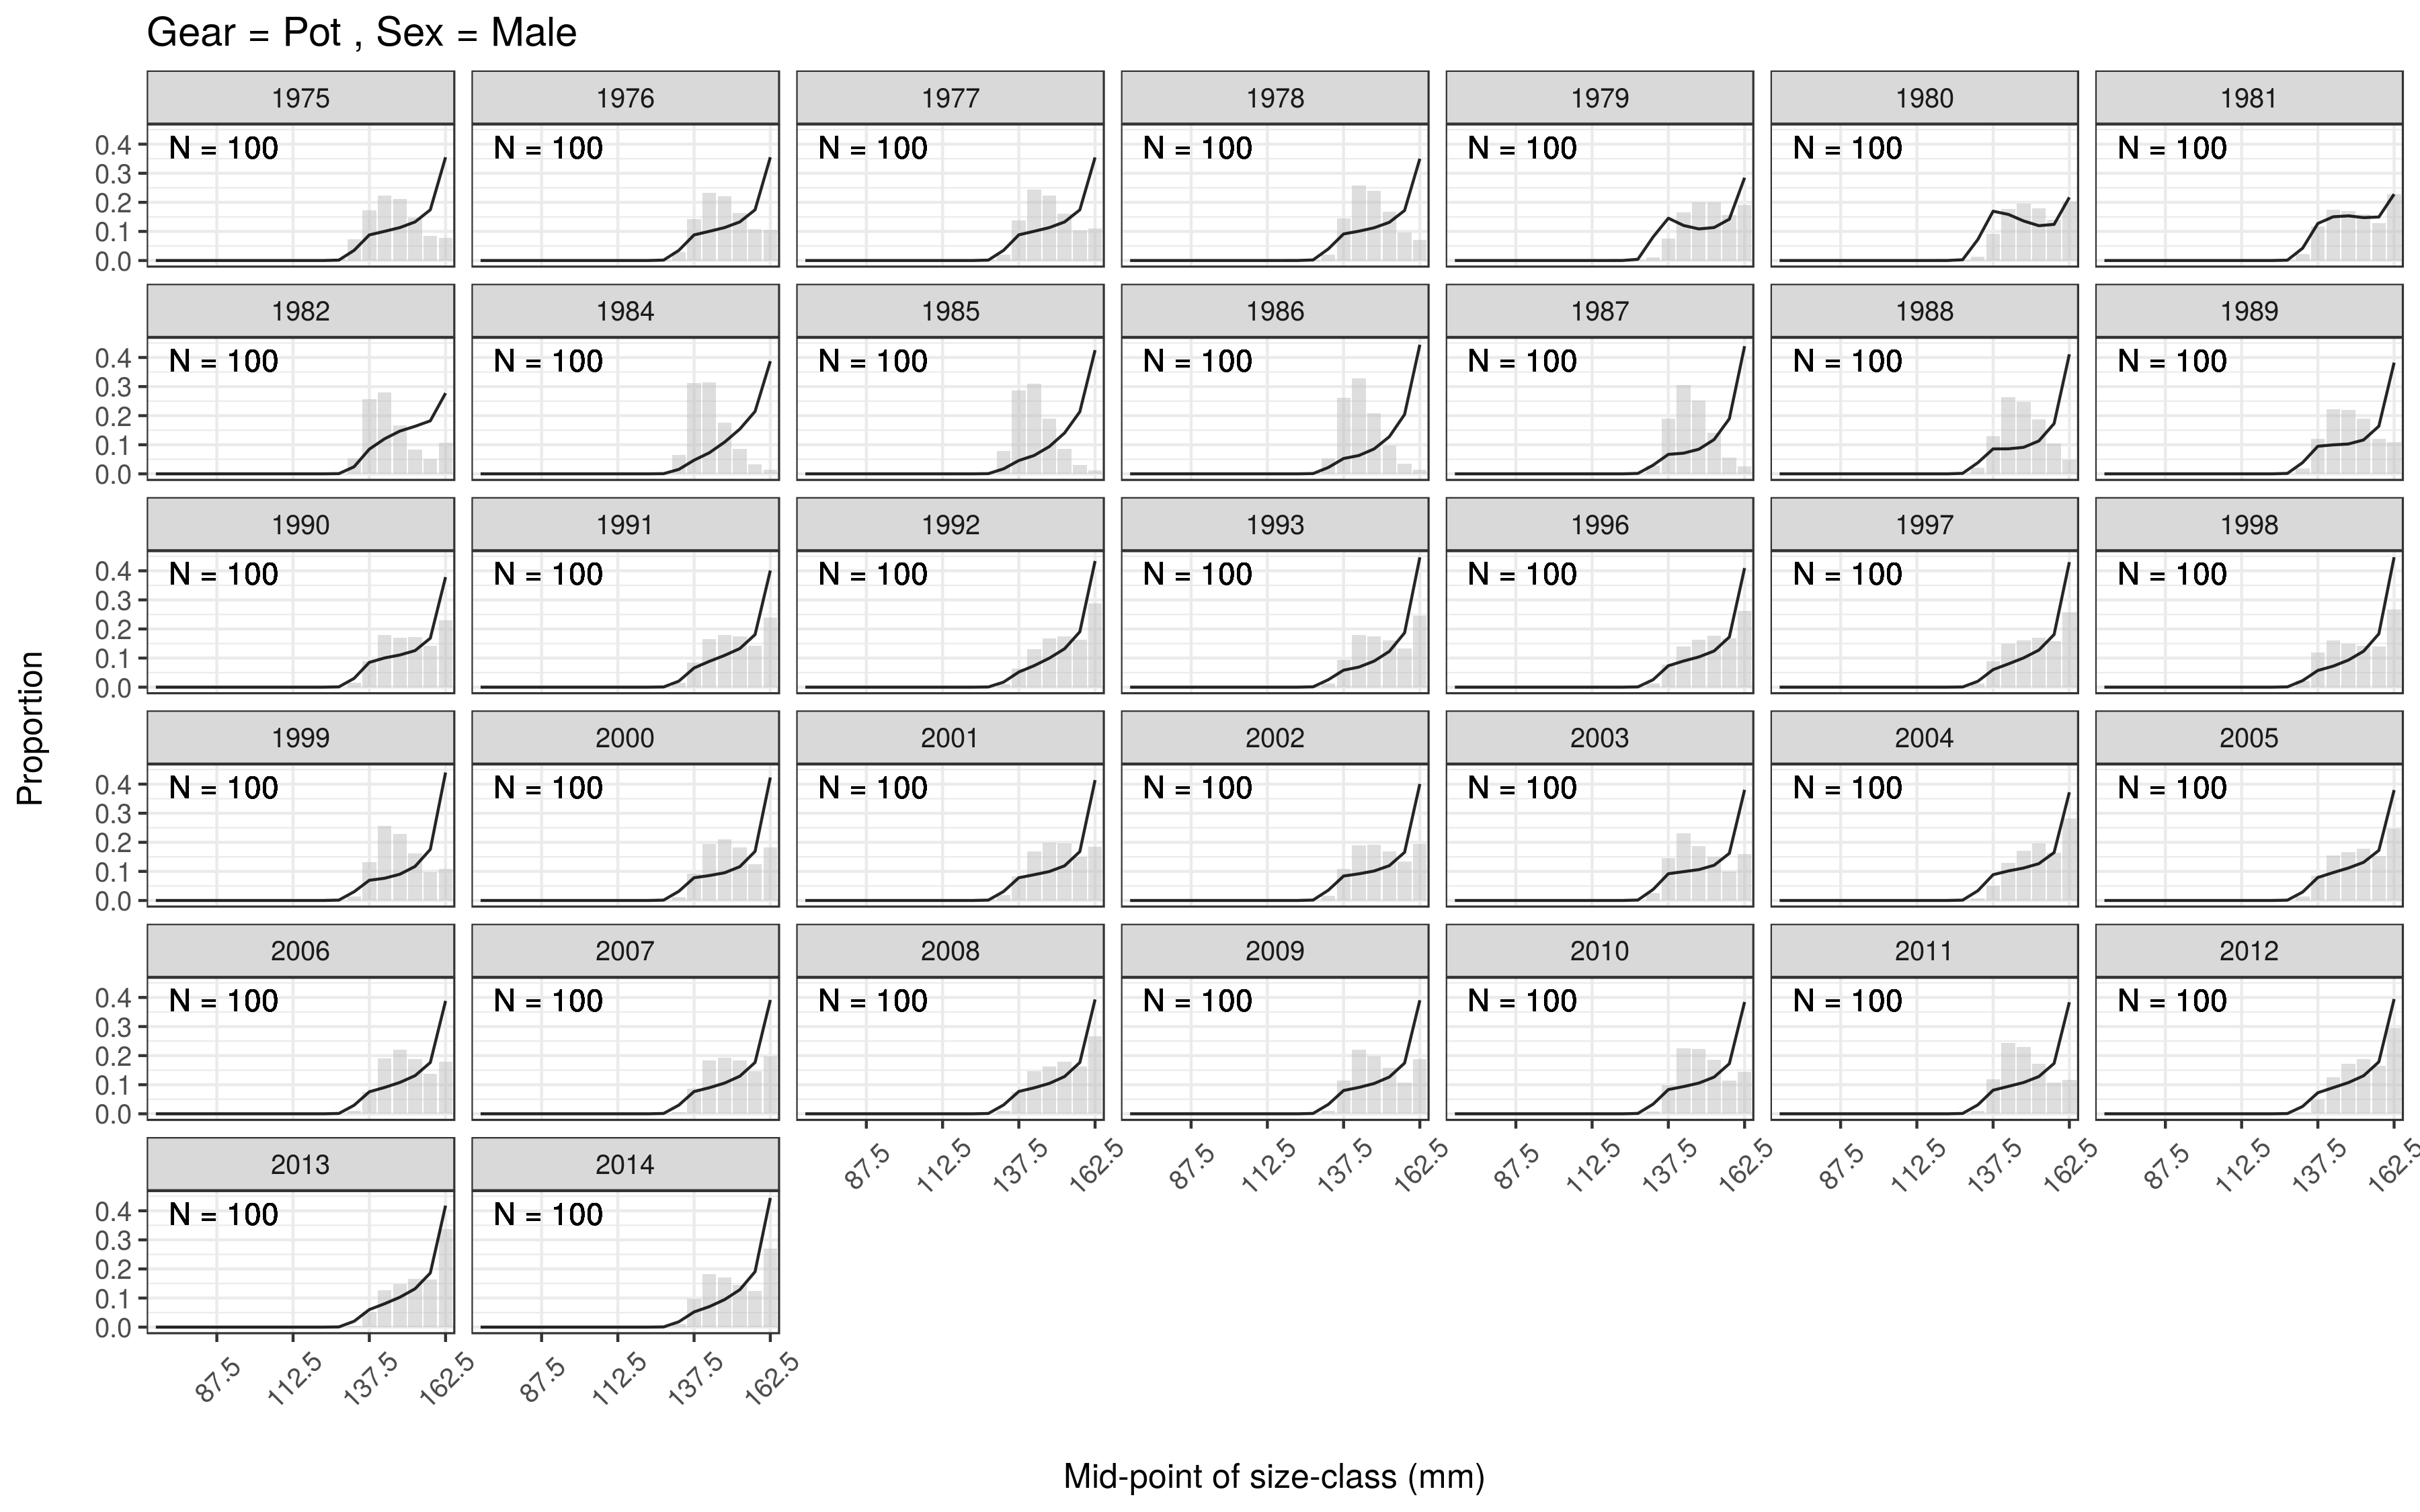 Gear = Pot , Sex = Male
1975 1976 1977 1978 1979 1980 1981
N = 100 N = 100 N = 100 N = 100 N = 100 N = 100 N = 100
0.4
0.3
0.2
0.1
0.0
1982 1984 1985 1986 1987 1988 1989
N = 100 N = 100 N = 100 N = 100 N = 100 N = 100 N = 100
0.4
0.3
0.2
0.1
0.0
1990 1991 1992 1993 1996 1997 1998
N = 100 N = 100 N = 100 N = 100 N = 100 N = 100 N = 100
0.4
0.3
0.2
0.1
0.0
Proportion
1999 2000 2001 2002 2003 2004 2005
N = 100 N = 100 N = 100 N = 100 N = 100 N = 100 N = 100
0.4
0.3
0.2
0.1
0.0
2006 2007 2008 2009 2010 2011 2012
N = 100 N = 100 N = 100 N = 100 N = 100 N = 100 N = 100
0.4
0.3
0.2
0.1
0.0
87.5 112.5 137.5 162.5 87.5 112.5 137.5 162.5 87.5 112.5 137.5 162.5 87.5 112.5 137.5 162.5 87.5 112.5 137.5 162.5
2013 2014
N = 100 N = 100
0.4
0.3
0.2
0.1
0.0
87.5 112.5 137.5 162.5 87.5 112.5 137.5 162.5
Mid-point of size-class (mm)